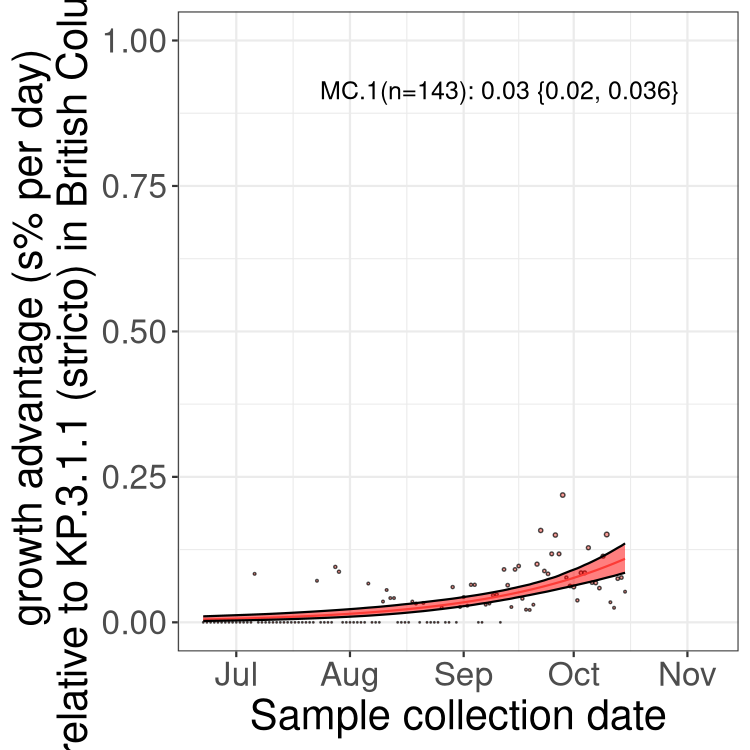 growth advantage (s% per day)
relative to KP.3.1.1 (stricto) in British Colu
1.00
0.75
0.50
0.25
0.00
MC.1(n=143): 0.03 {0.02, 0.036}
Jul Aug Sep Oct Nov
Sample collection date